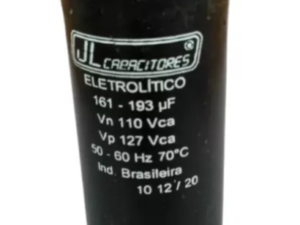 JL CAPACITORES ®
ELETROLÍTICO
161 - 193 µF
Vn 110 Vca
Vp 127 Vca
50 - 60 Hz 70°C
Ind. Brasileira
10 12 / 20